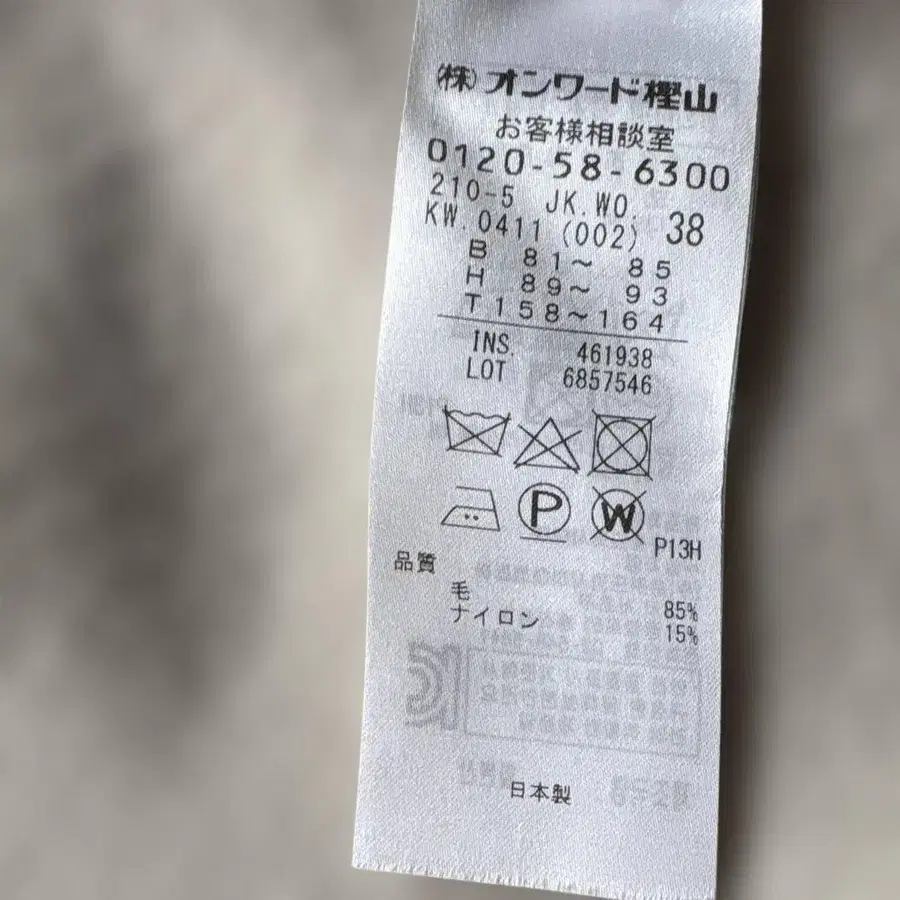 (株)オンワード樫山
お客様相談室
0120-58-6300
210-5 JK.WO. 38
KW.0411 (002)
B 81～ 85
H 89～ 93
T158～164
INS. 461938
LOT 6857546
P W P13H
品質
毛 85%
ナイロン 15%
日本製